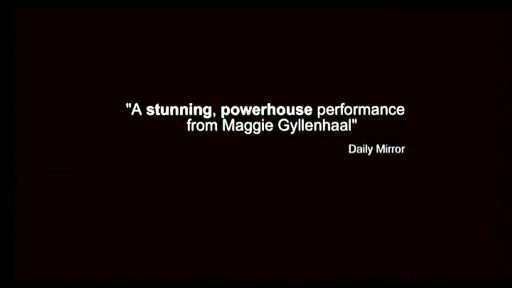 "A stunning, powerhouse performance
from Maggie Gyllenhaal"
Daily Mirror